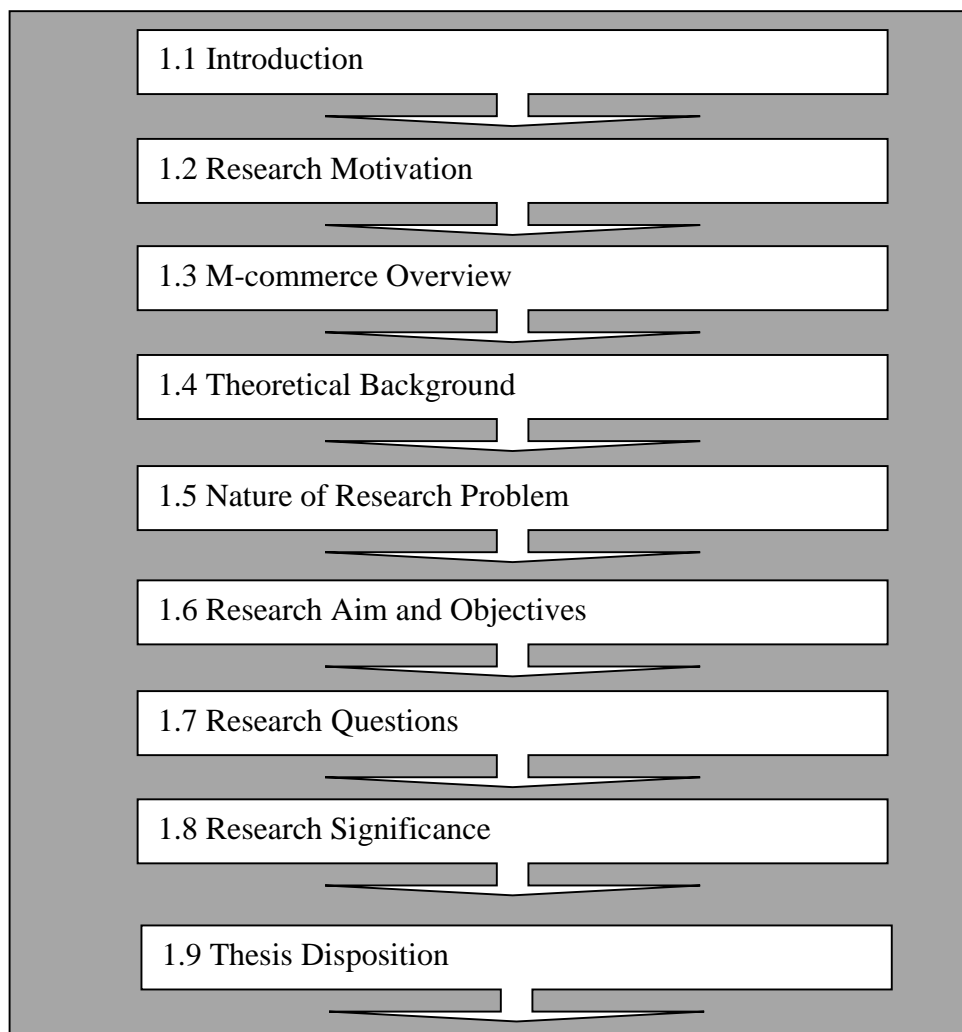 1.1 Introduction
1.2 Research Motivation
1.3 M-commerce Overview
1.4 Theoretical Background
1.5 Nature of Research Problem
1.6 Research Aim and Objectives
1.7 Research Questions
1.8 Research Significance
1.9 Thesis Disposition